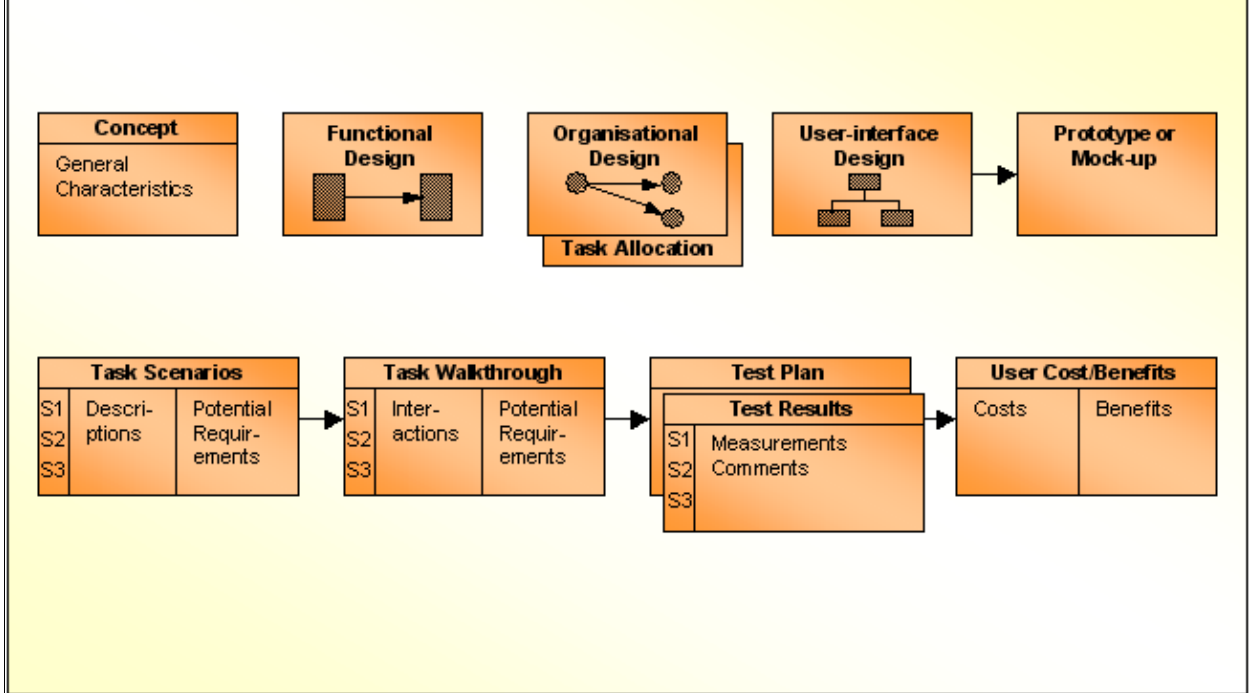 Concept
General
Characteristics
Functional
Design
Organisational
Design
Task Allocation
User-interface
Design
Prototype or
Mock-up
Task Scenarios
S1
S2
S3
Descri-
ptions
Potential
Requir-
ements
Task Walkthrough
S1
S2
S3
Inter-
actions
Potential
Requir-
ements
Test Plan
Test Results
S1
S2
S3
Measurements
Comments
User Cost/Benefits
Costs
Benefits